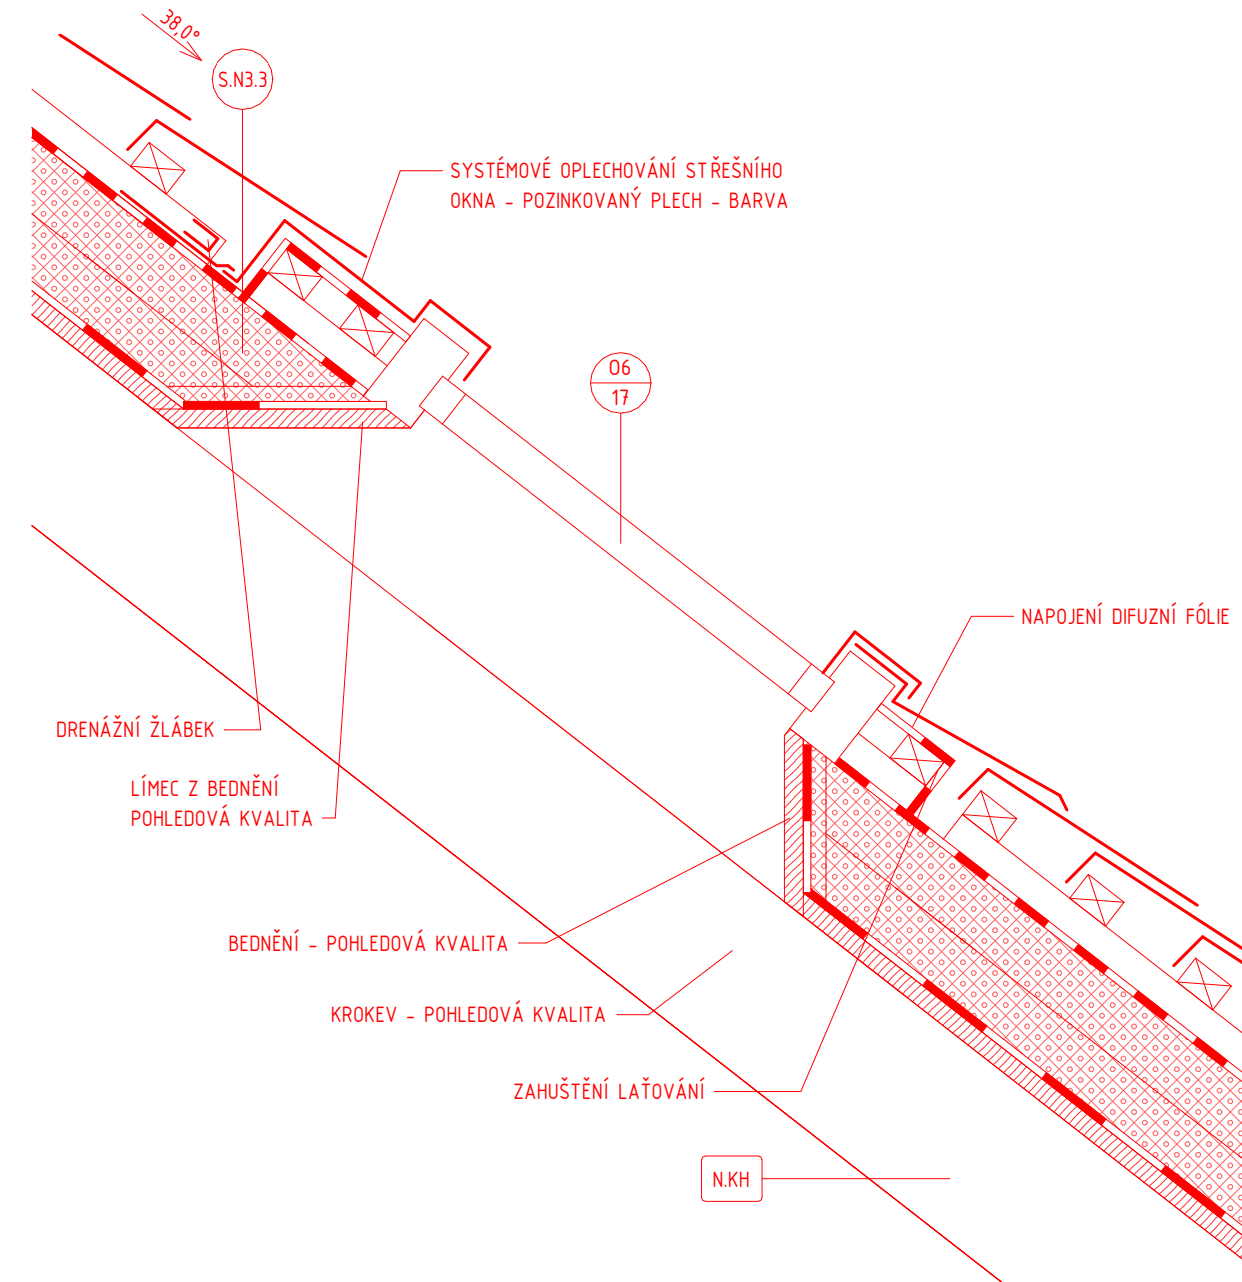 38,0°
S.N3.3
SYSTÉMOVÉ OPLECHOVÁNÍ STŘEŠNÍHO
OKNA - POZINKOVANÝ PLECH - BARVA
O6
17
NAPOJENÍ DIFUZNÍ FÓLIE
DRENÁŽNÍ ŽLÁBEK
LÍMEC Z BEDNĚNÍ
POHLEDOVÁ KVALITA
BEDNĚNÍ - POHLEDOVÁ KVALITA
KROKEV - POHLEDOVÁ KVALITA
ZAHUŠTĚNÍ LAŤOVÁNÍ
N.KH